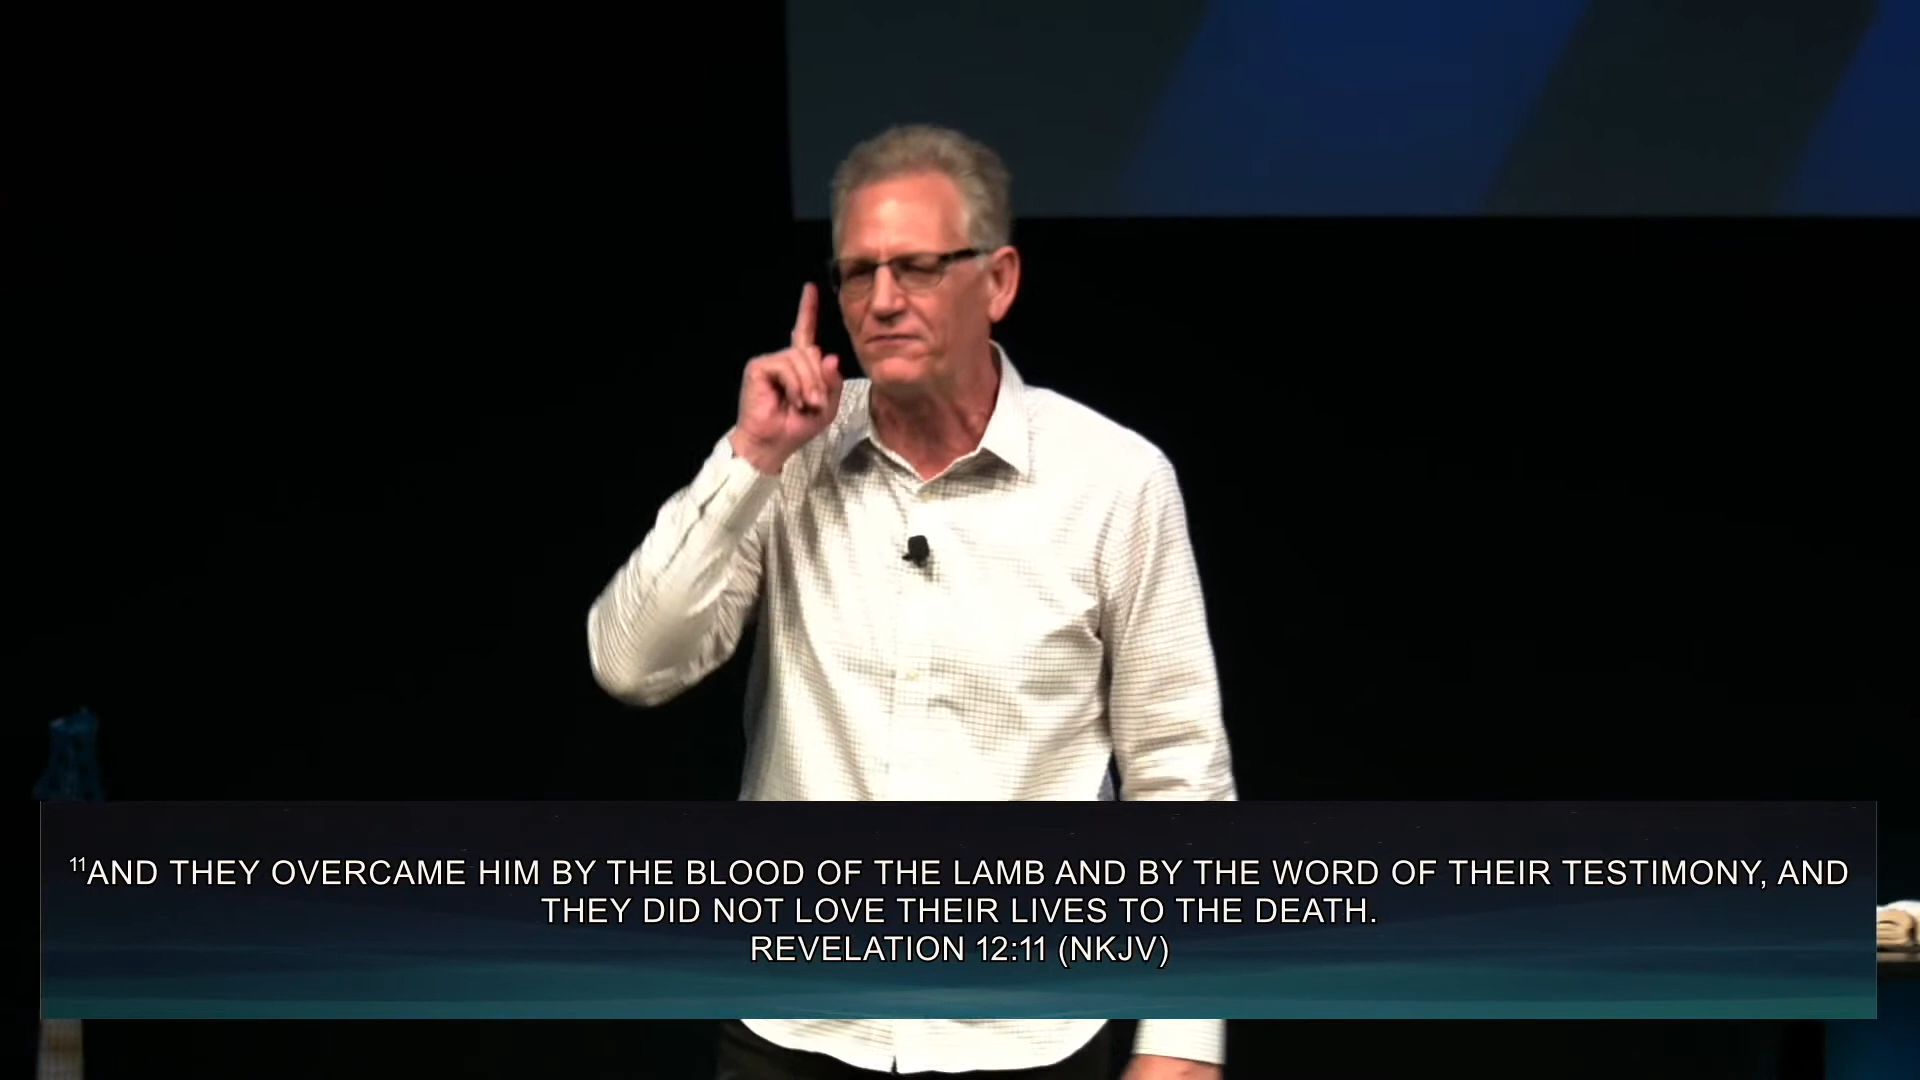 ¹¹AND THEY OVERCAME HIM BY THE BLOOD OF THE LAMB AND BY THE WORD OF THEIR TESTIMONY, AND
THEY DID NOT LOVE THEIR LIVES TO THE DEATH.
REVELATION 12:11 (NKJV)